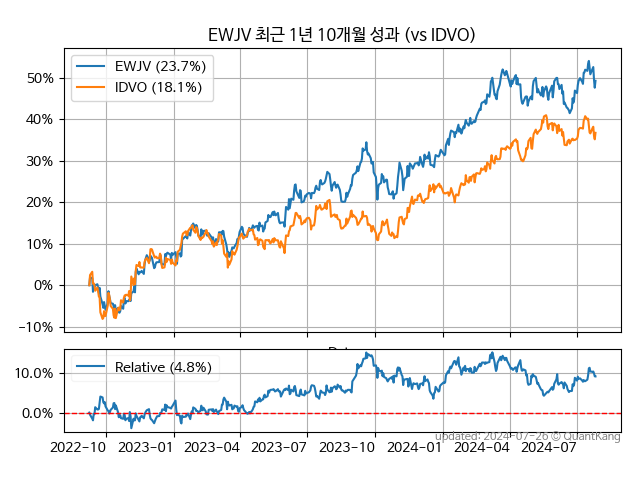 EWJV 최근 1년 10개월 성과 (vs IDVO)
EWJV (23.7%)
IDVO (18.1%)
50%
40%
30%
20%
10%
0%
−10%
Relative (4.8%)
10.0%
0.0%
2022-10 2023-01 2023-04 2023-07 2023-10 2024-01 2024-04 2024-07
updated: 2024-07-26 © QuantKang